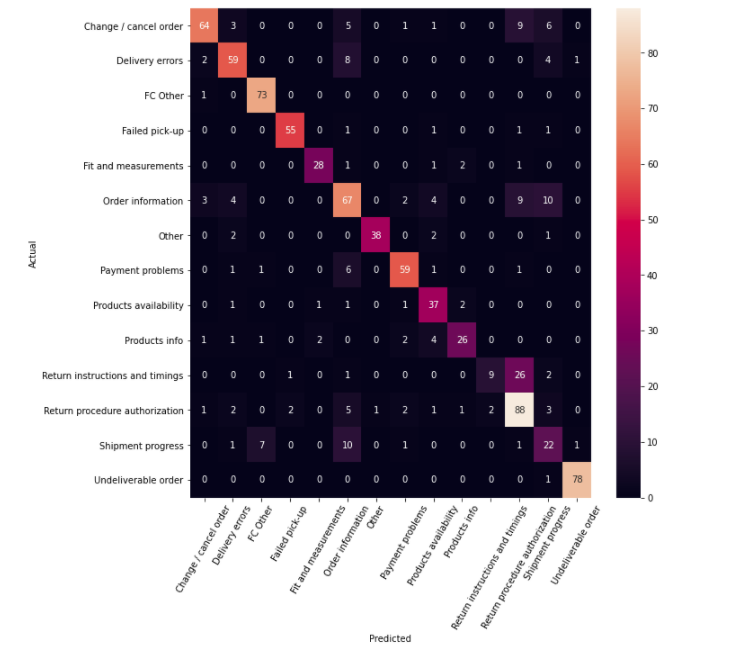 Change / cancel order 64 3 0 0 0 5 0 1 1 0 0 9 6 0
Delivery errors 2 59 0 0 0 8 0 0 0 0 0 0 4 1
FC Other 1 0 73 0 0 0 0 0 0 0 0 0 0 0
Failed pick-up 0 0 0 55 0 1 0 0 1 0 0 1 1 0
Fit and measurements 0 0 0 0 28 1 0 0 1 2 0 1 0 0
Order information 3 4 0 0 0 67 0 2 4 0 0 9 10 0
Other 0 2 0 0 0 0 38 0 2 0 0 0 1 0
Payment problems 0 1 1 0 0 6 0 59 1 0 0 1 0 0
Products availability 0 1 0 0 1 1 0 1 37 2 0 0 0 0
Products info 1 1 1 0 2 0 0 2 4 26 0 0 0 0
Return instructions and timings 0 0 0 1 0 1 0 0 0 0 9 26 2 0
Return procedure authorization 1 2 0 2 0 5 1 2 1 1 2 88 3 0
Shipment progress 0 1 7 0 0 10 0 1 0 0 0 1 22 1
Undeliverable order 0 0 0 0 0 0 0 0 0 0 0 0 1 78
Actual
Change / cancel order
Delivery errors
FC Other
Failed pick-up
Fit and measurements
Order information
Other
Payment problems
Products availability
Products info
Return instructions and timings
Return procedure authorization
Shipment progress
Undeliverable order
Predicted
80
70
60
50
40
30
20
10
0